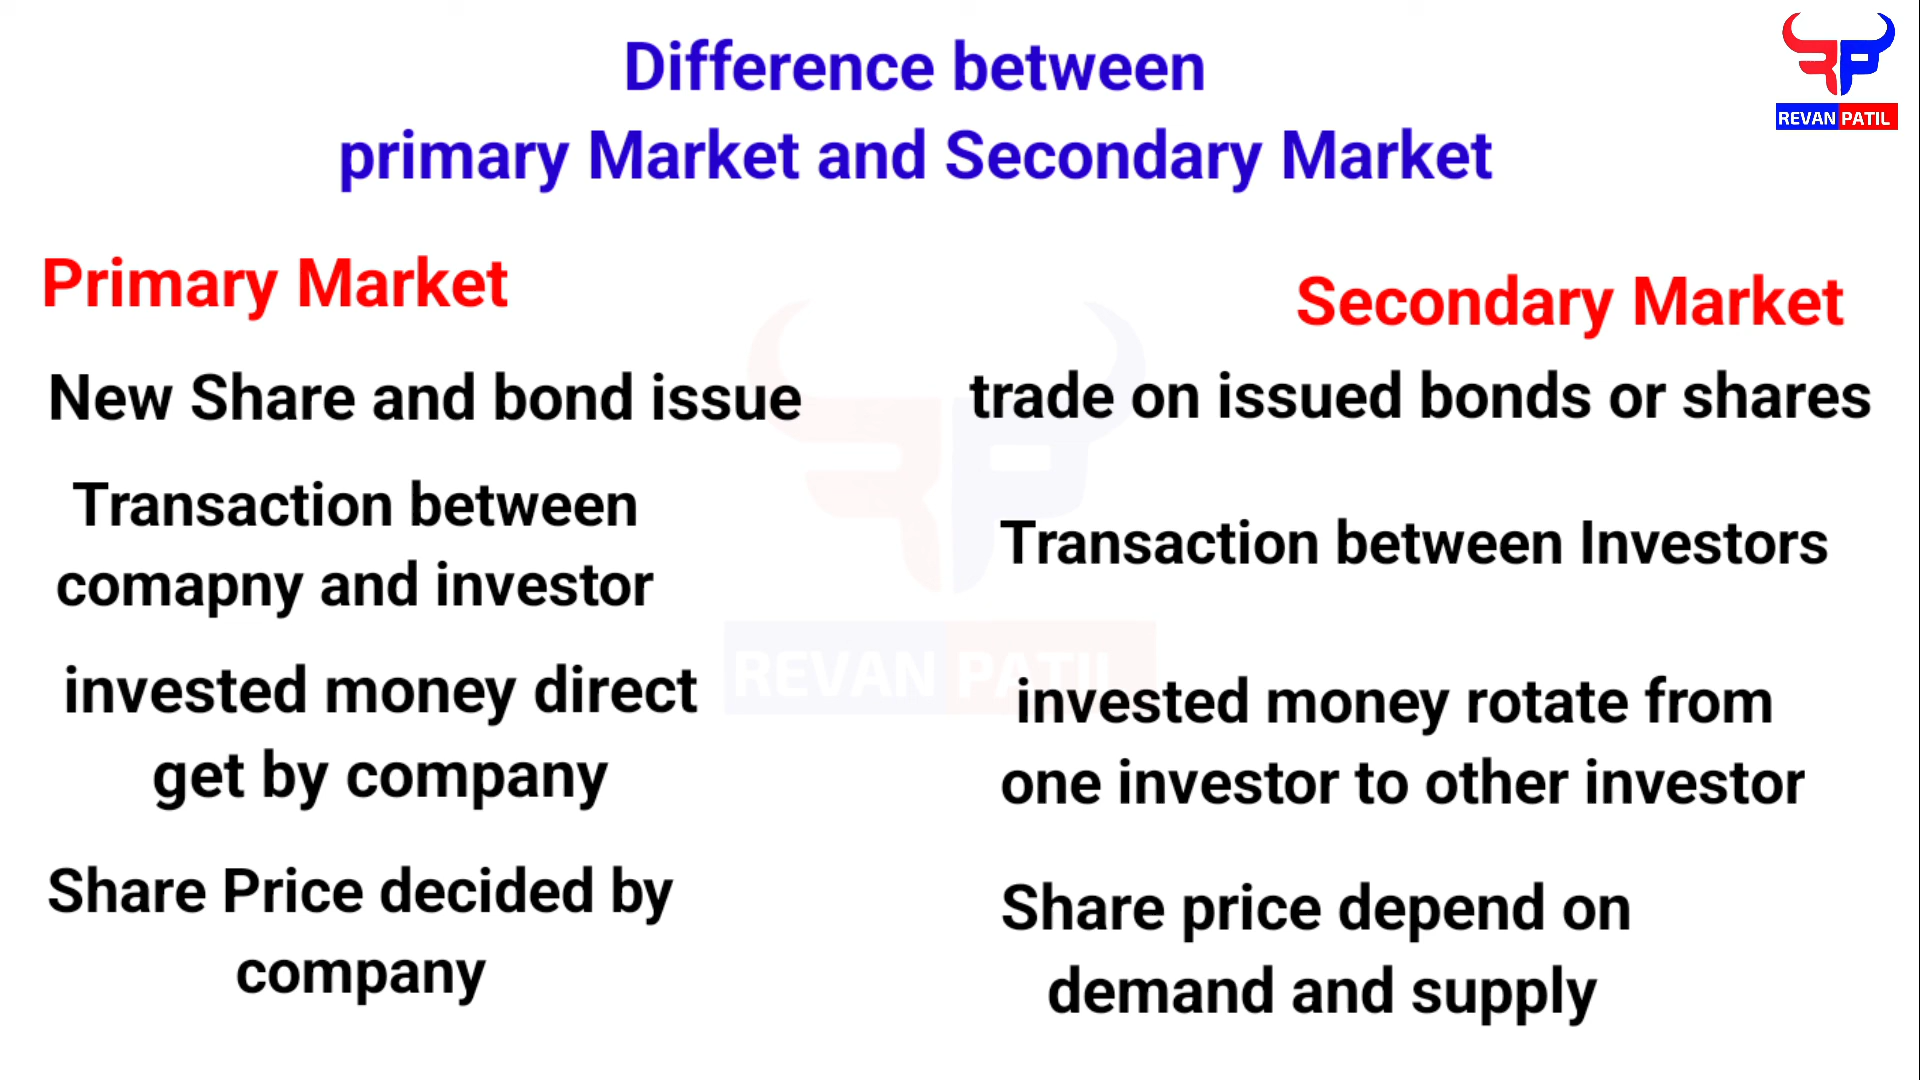 Difference between
primary Market and Secondary Market
REVAN PATIL
Primary Market
New Share and bond issue
Transaction between
comapny and investor
invested money direct
get by company
Share Price decided by
company
Secondary Market
trade on issued bonds or shares
Transaction between Investors
invested money rotate from
one investor to other investor
Share price depend on
demand and supply
REVAN PATIL